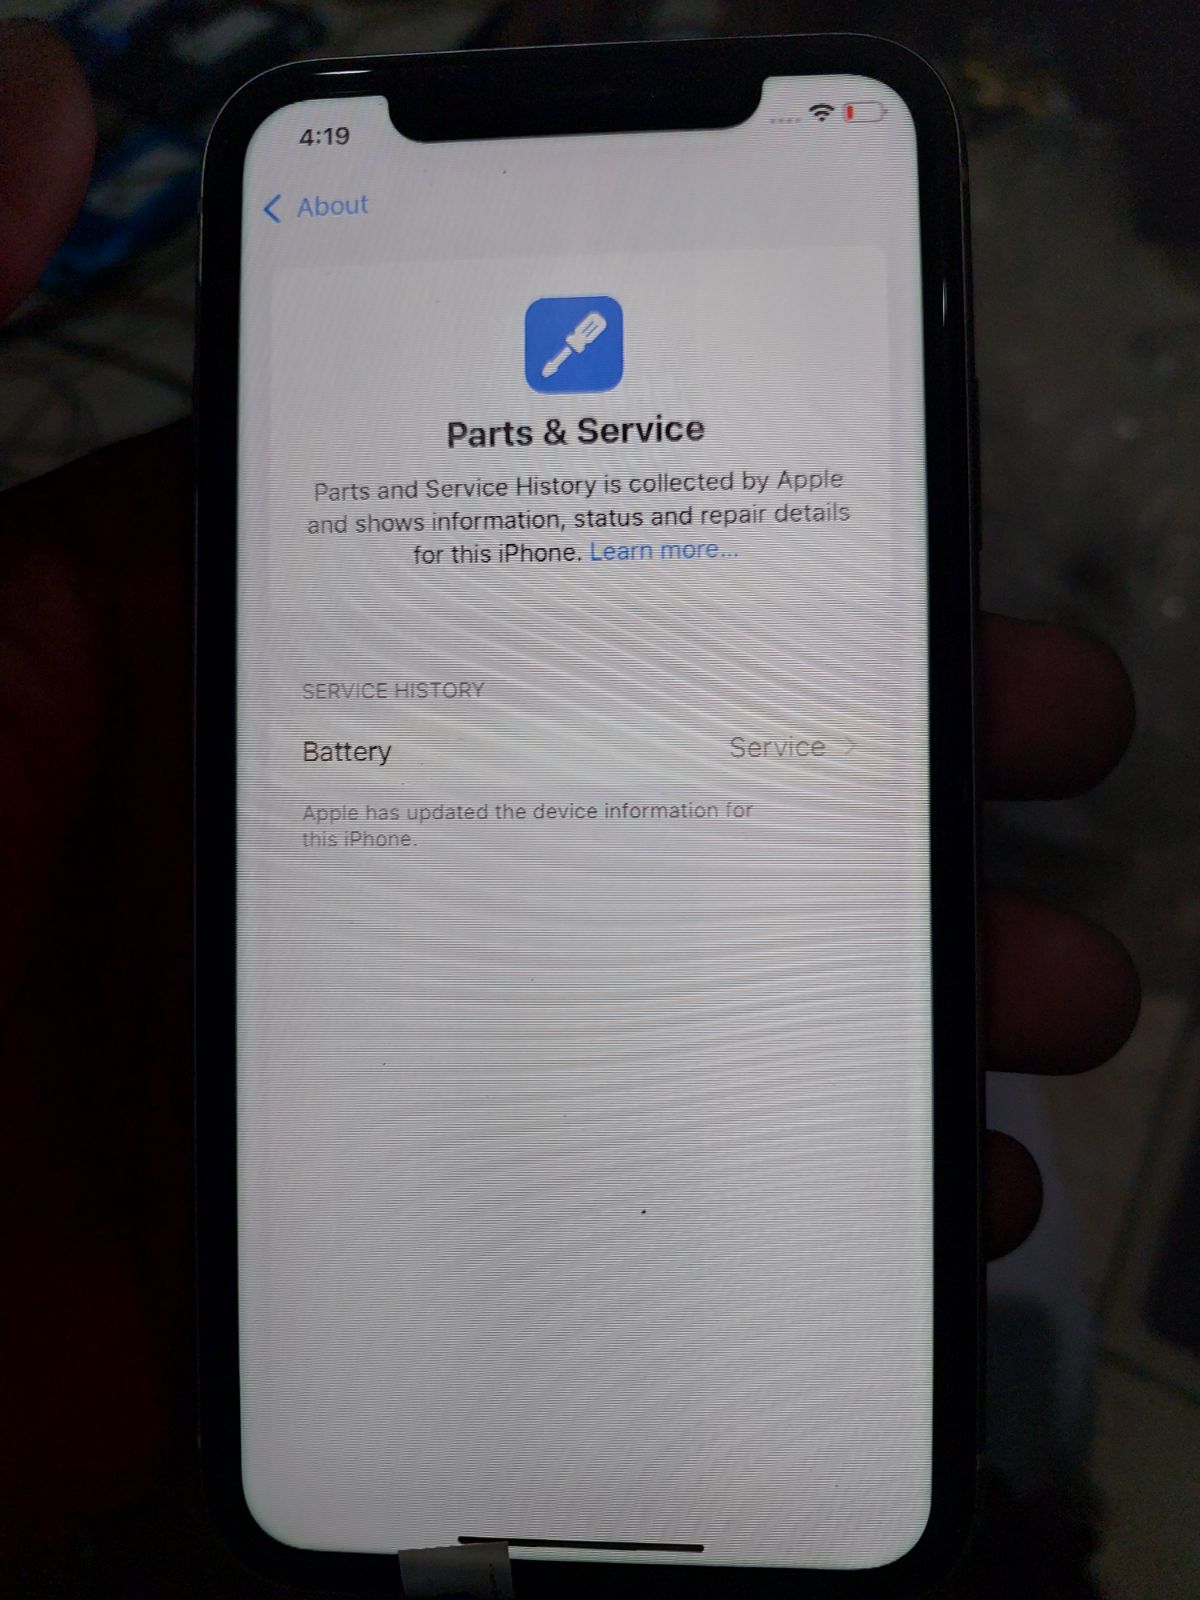 4:19
About
Parts & Service
Parts and Service History is collected by Apple
and shows information, status and repair details
for this iPhone. Learn more...
SERVICE HISTORY
Battery Service
Apple has updated the device information for
this iPhone.